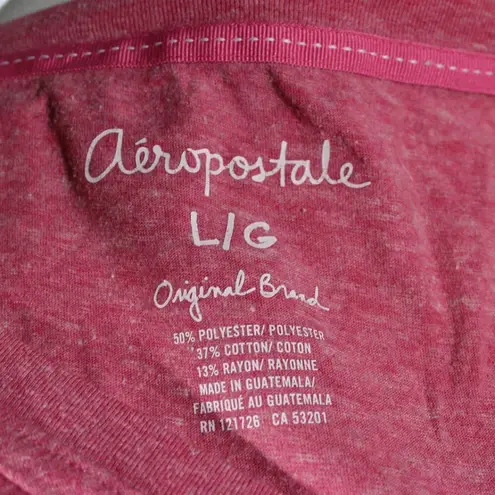 aéropostale
L/G
Original Brand
50% POLYESTER/ POLYESTER
37% COTTON/ COTON
13% RAYON/ RAYONNE
MADE IN GUATEMALA/
FABRIQUÉ AU GUATEMALA
RN 121726 CA 53201